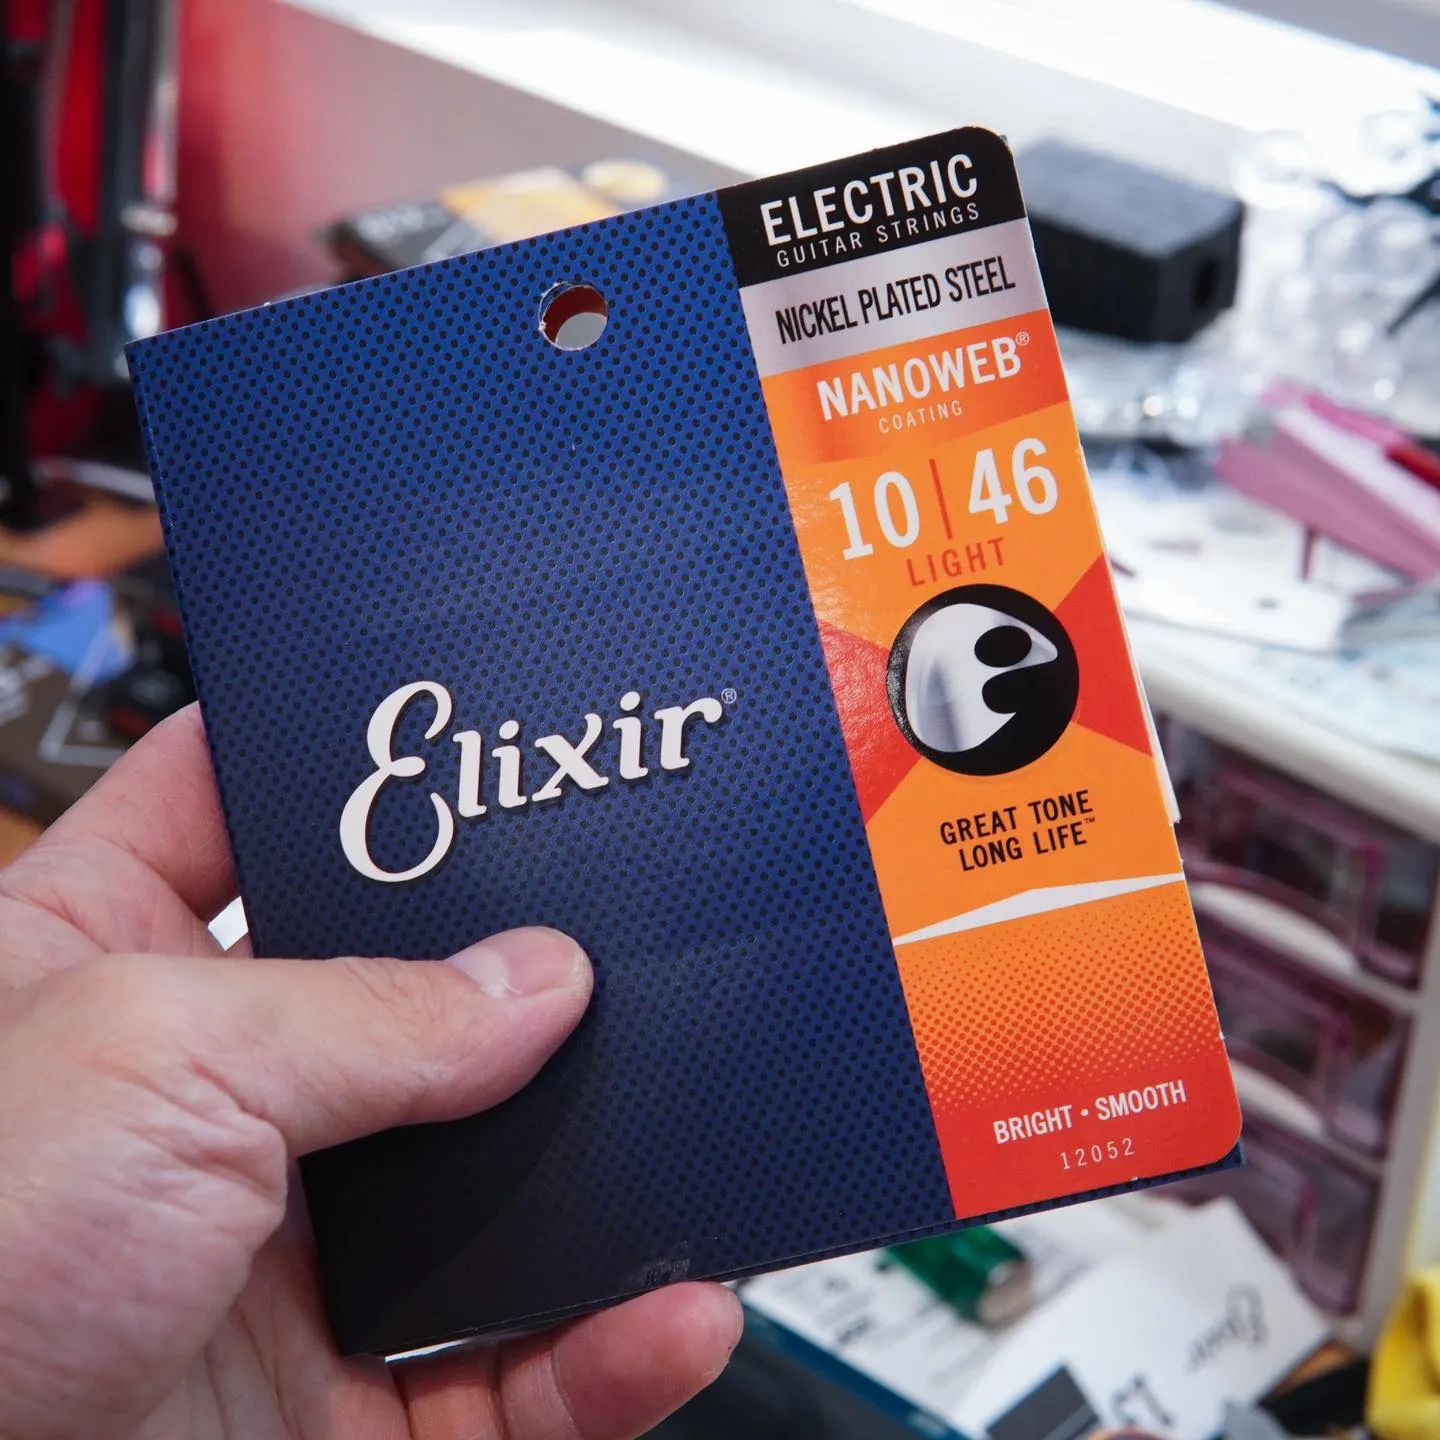 ELECTRIC
GUITAR STRINGS
NICKEL PLATED STEEL
NANOWEB®
COATING
10 | 46
LIGHT
Elixir®
GREAT TONE
LONG LIFE™
BRIGHT • SMOOTH
12052
Elixir